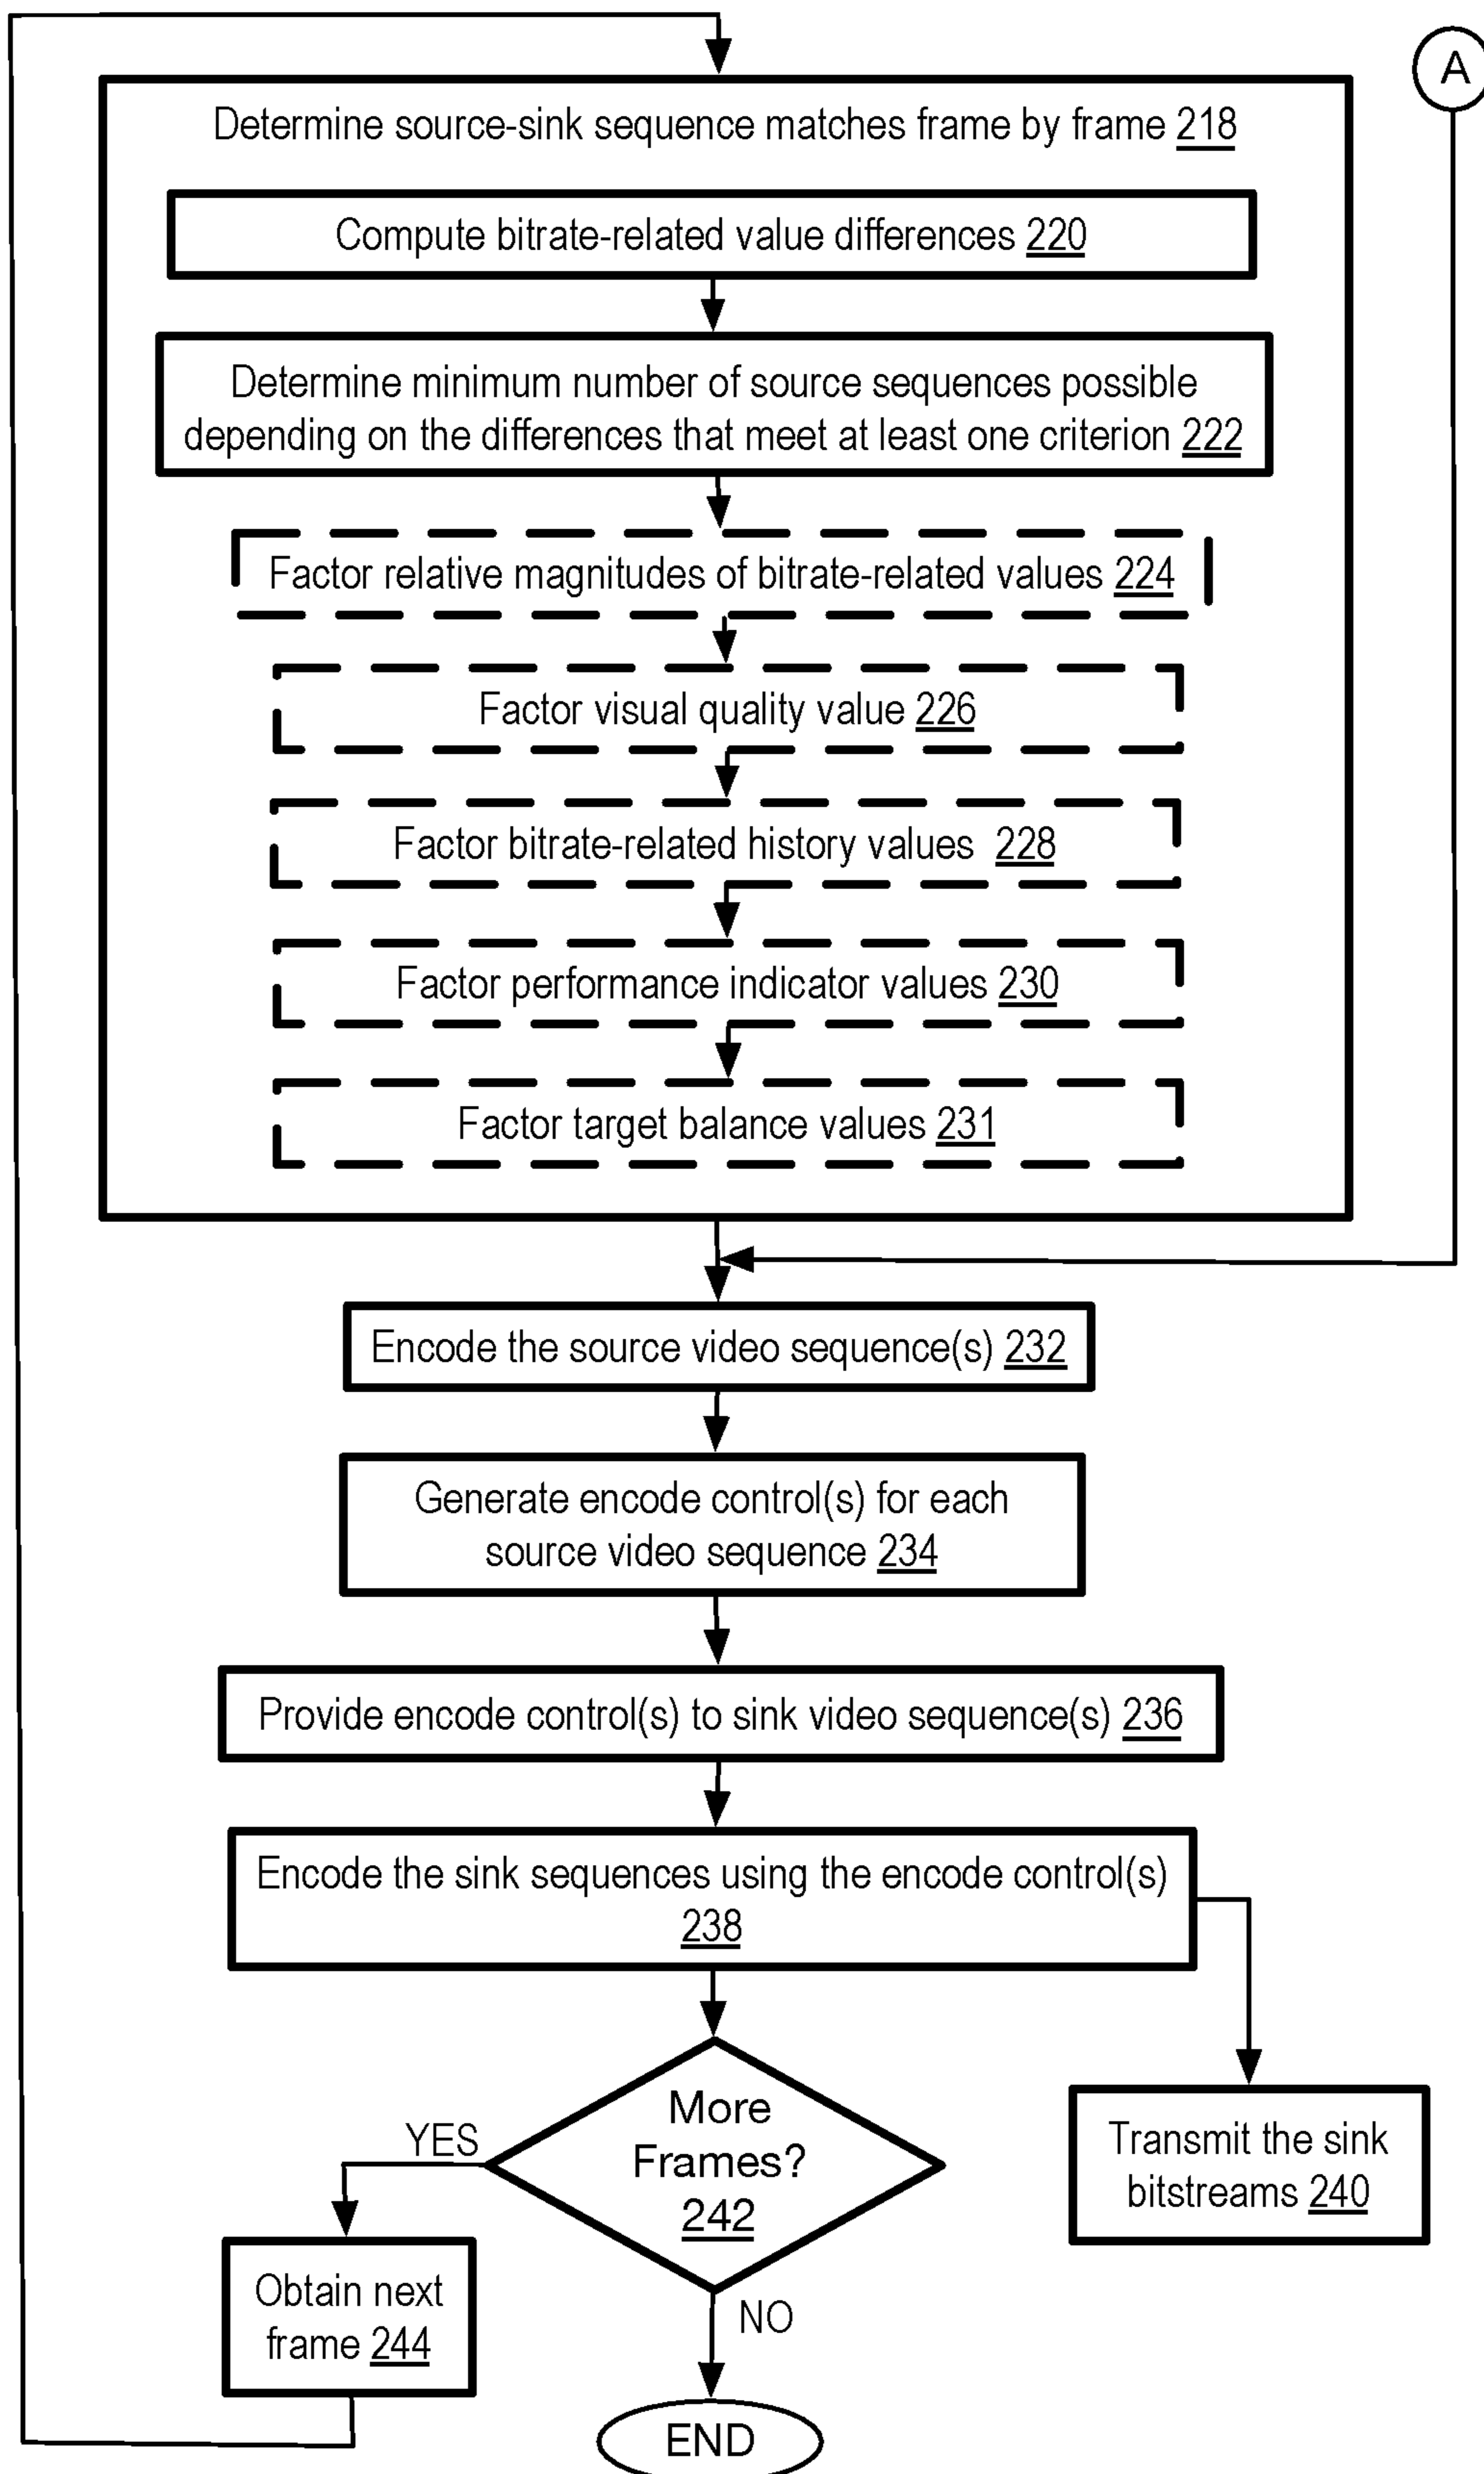 A
Determine source-sink sequence matches frame by frame 218
Compute bitrate-related value differences 220
Determine minimum number of source sequences possible
depending on the differences that meet at least one criterion 222
Factor relative magnitudes of bitrate-related values 224
Factor visual quality value 226
Factor bitrate-related history values 228
Factor performance indicator values 230
Factor target balance values 231
Encode the source video sequence(s) 232
Generate encode control(s) for each
source video sequence 234
Provide encode control(s) to sink video sequence(s) 236
Encode the sink sequences using the encode control(s)
238
More
Frames?
242
YES
Transmit the sink
bitstreams 240
Obtain next
frame 244
NO
END